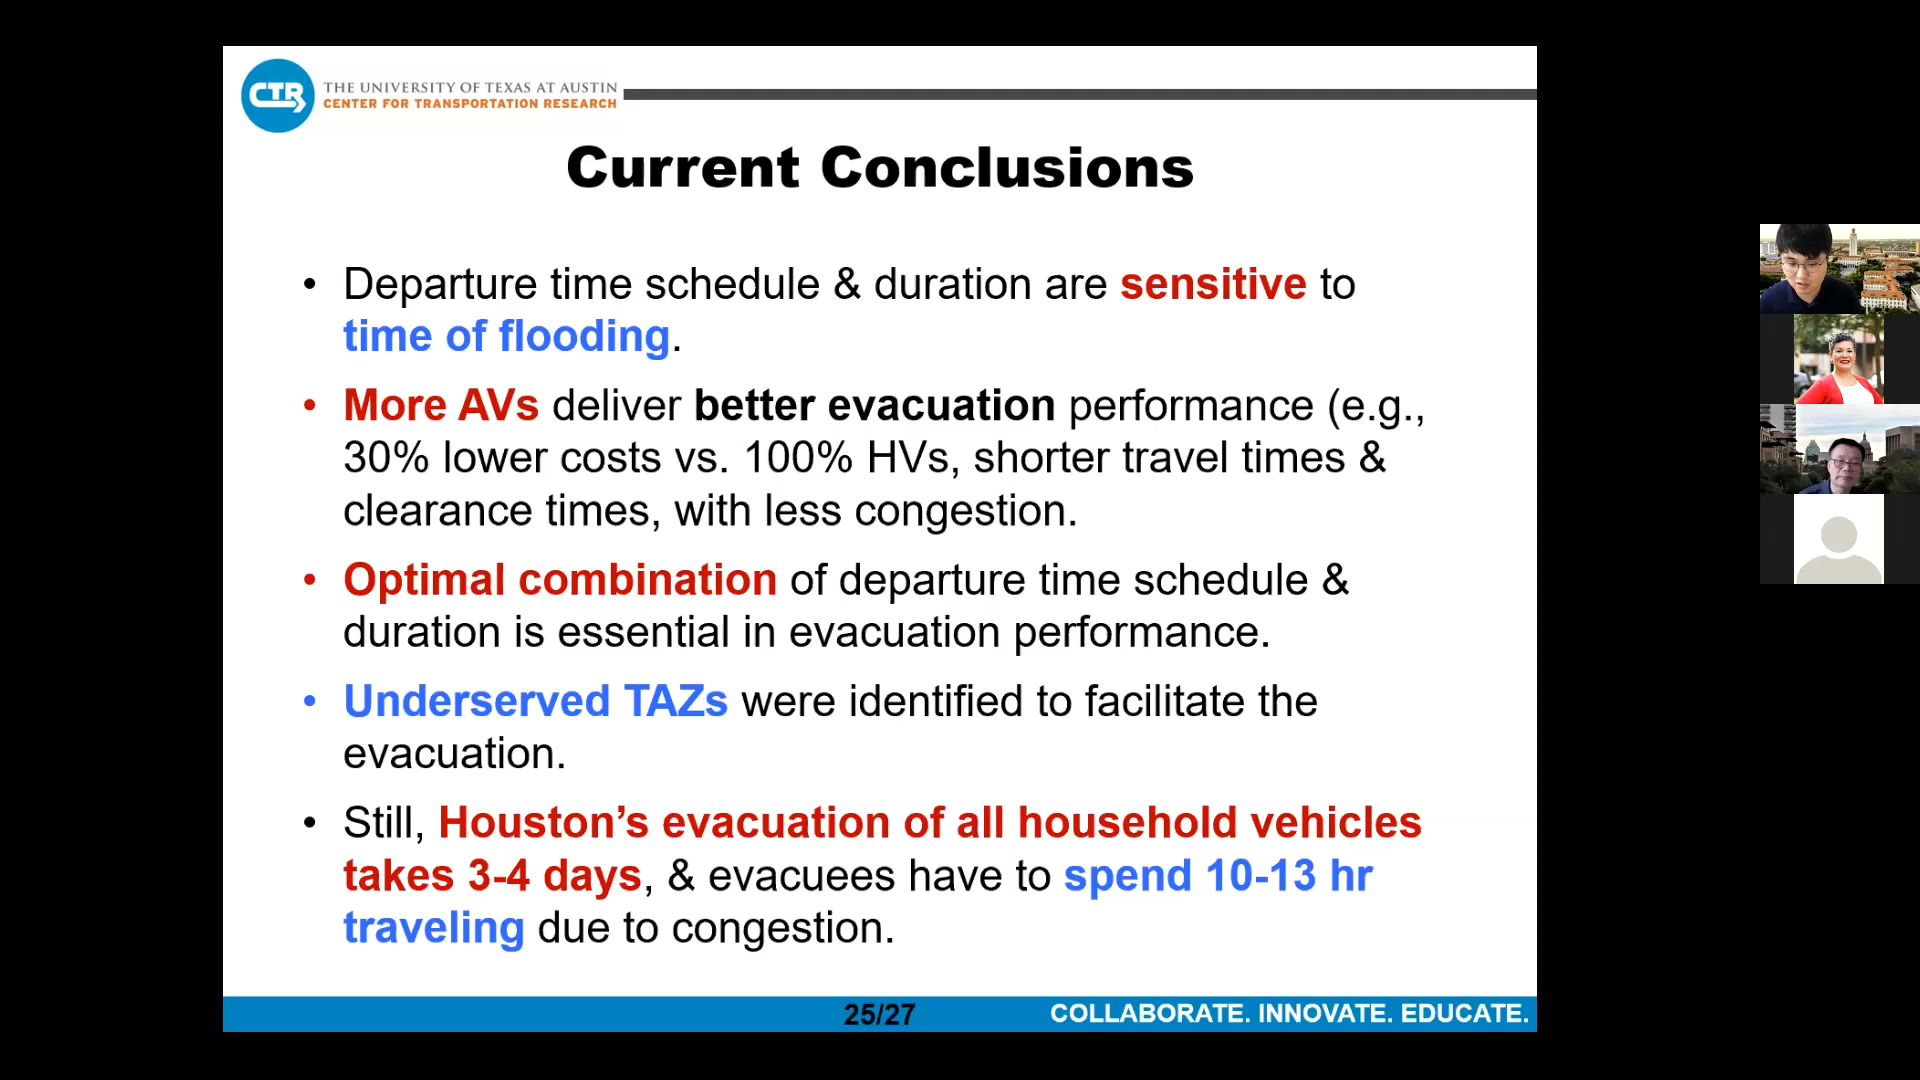 CTR
THE UNIVERSITY OF TEXAS AT AUSTIN
CENTER FOR TRANSPORTATION RESEARCH
Current Conclusions
• Departure time schedule & duration are sensitive to
time of flooding.
• More AVs deliver better evacuation performance (e.g.,
30% lower costs vs. 100% HVs, shorter travel times &
clearance times, with less congestion.
• Optimal combination of departure time schedule &
duration is essential in evacuation performance.
• Underserved TAZs were identified to facilitate the
evacuation.
• Still, Houston’s evacuation of all household vehicles
takes 3-4 days, & evacuees have to spend 10-13 hr
traveling due to congestion.
25/27
COLLABORATE. INNOVATE. EDUCATE.